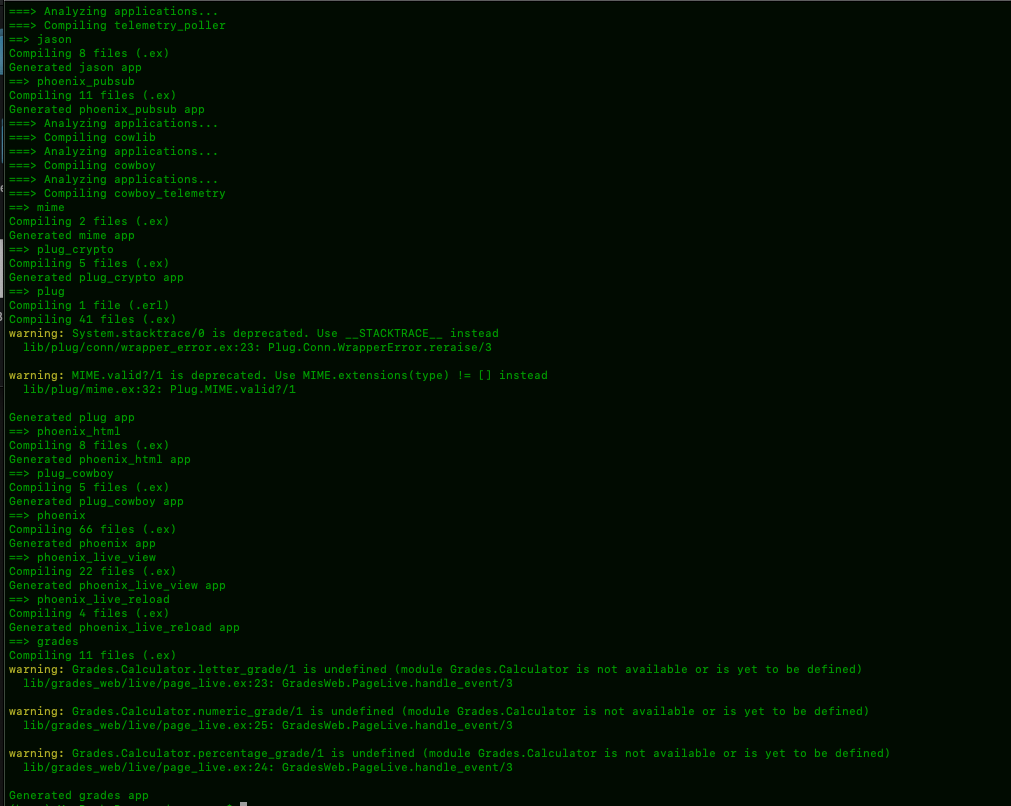 ===> Analyzing applications...
===> Compiling telemetry_poller
==> jason
Compiling 8 files (.ex)
Generated jason app
==> phoenix_pubsub
Compiling 11 files (.ex)
Generated phoenix_pubsub app
===> Analyzing applications...
===> Compiling cowlib
===> Analyzing applications...
===> Compiling cowboy
===> Analyzing applications...
===> Compiling cowboy_telemetry
==> mime
Compiling 2 files (.ex)
Generated mime app
==> plug_crypto
Compiling 5 files (.ex)
Generated plug_crypto app
==> plug
Compiling 1 file (.erl)
Compiling 41 files (.ex)
warning: System.stacktrace/0 is deprecated. Use __STACKTRACE__ instead
  lib/plug/conn/wrapper_error.ex:23: Plug.Conn.WrapperError.reraise/3

warning: MIME.valid?/1 is deprecated. Use MIME.extensions(type) != [] instead
  lib/plug/mime.ex:32: Plug.MIME.valid?/1

Generated plug app
==> phoenix_html
Compiling 8 files (.ex)
Generated phoenix_html app
==> plug_cowboy
Compiling 5 files (.ex)
Generated plug_cowboy app
==> phoenix
Compiling 66 files (.ex)
Generated phoenix app
==> phoenix_live_view
Compiling 22 files (.ex)
Generated phoenix_live_view app
==> phoenix_live_reload
Compiling 4 files (.ex)
Generated phoenix_live_reload app
==> grades
Compiling 11 files (.ex)
warning: Grades.Calculator.letter_grade/1 is undefined (module Grades.Calculator is not available or is yet to be defined)
  lib/grades_web/live/page_live.ex:23: GradesWeb.PageLive.handle_event/3

warning: Grades.Calculator.numeric_grade/1 is undefined (module Grades.Calculator is not available or is yet to be defined)
  lib/grades_web/live/page_live.ex:25: GradesWeb.PageLive.handle_event/3

warning: Grades.Calculator.percentage_grade/1 is undefined (module Grades.Calculator is not available or is yet to be defined)
  lib/grades_web/live/page_live.ex:24: GradesWeb.PageLive.handle_event/3

Generated grades app